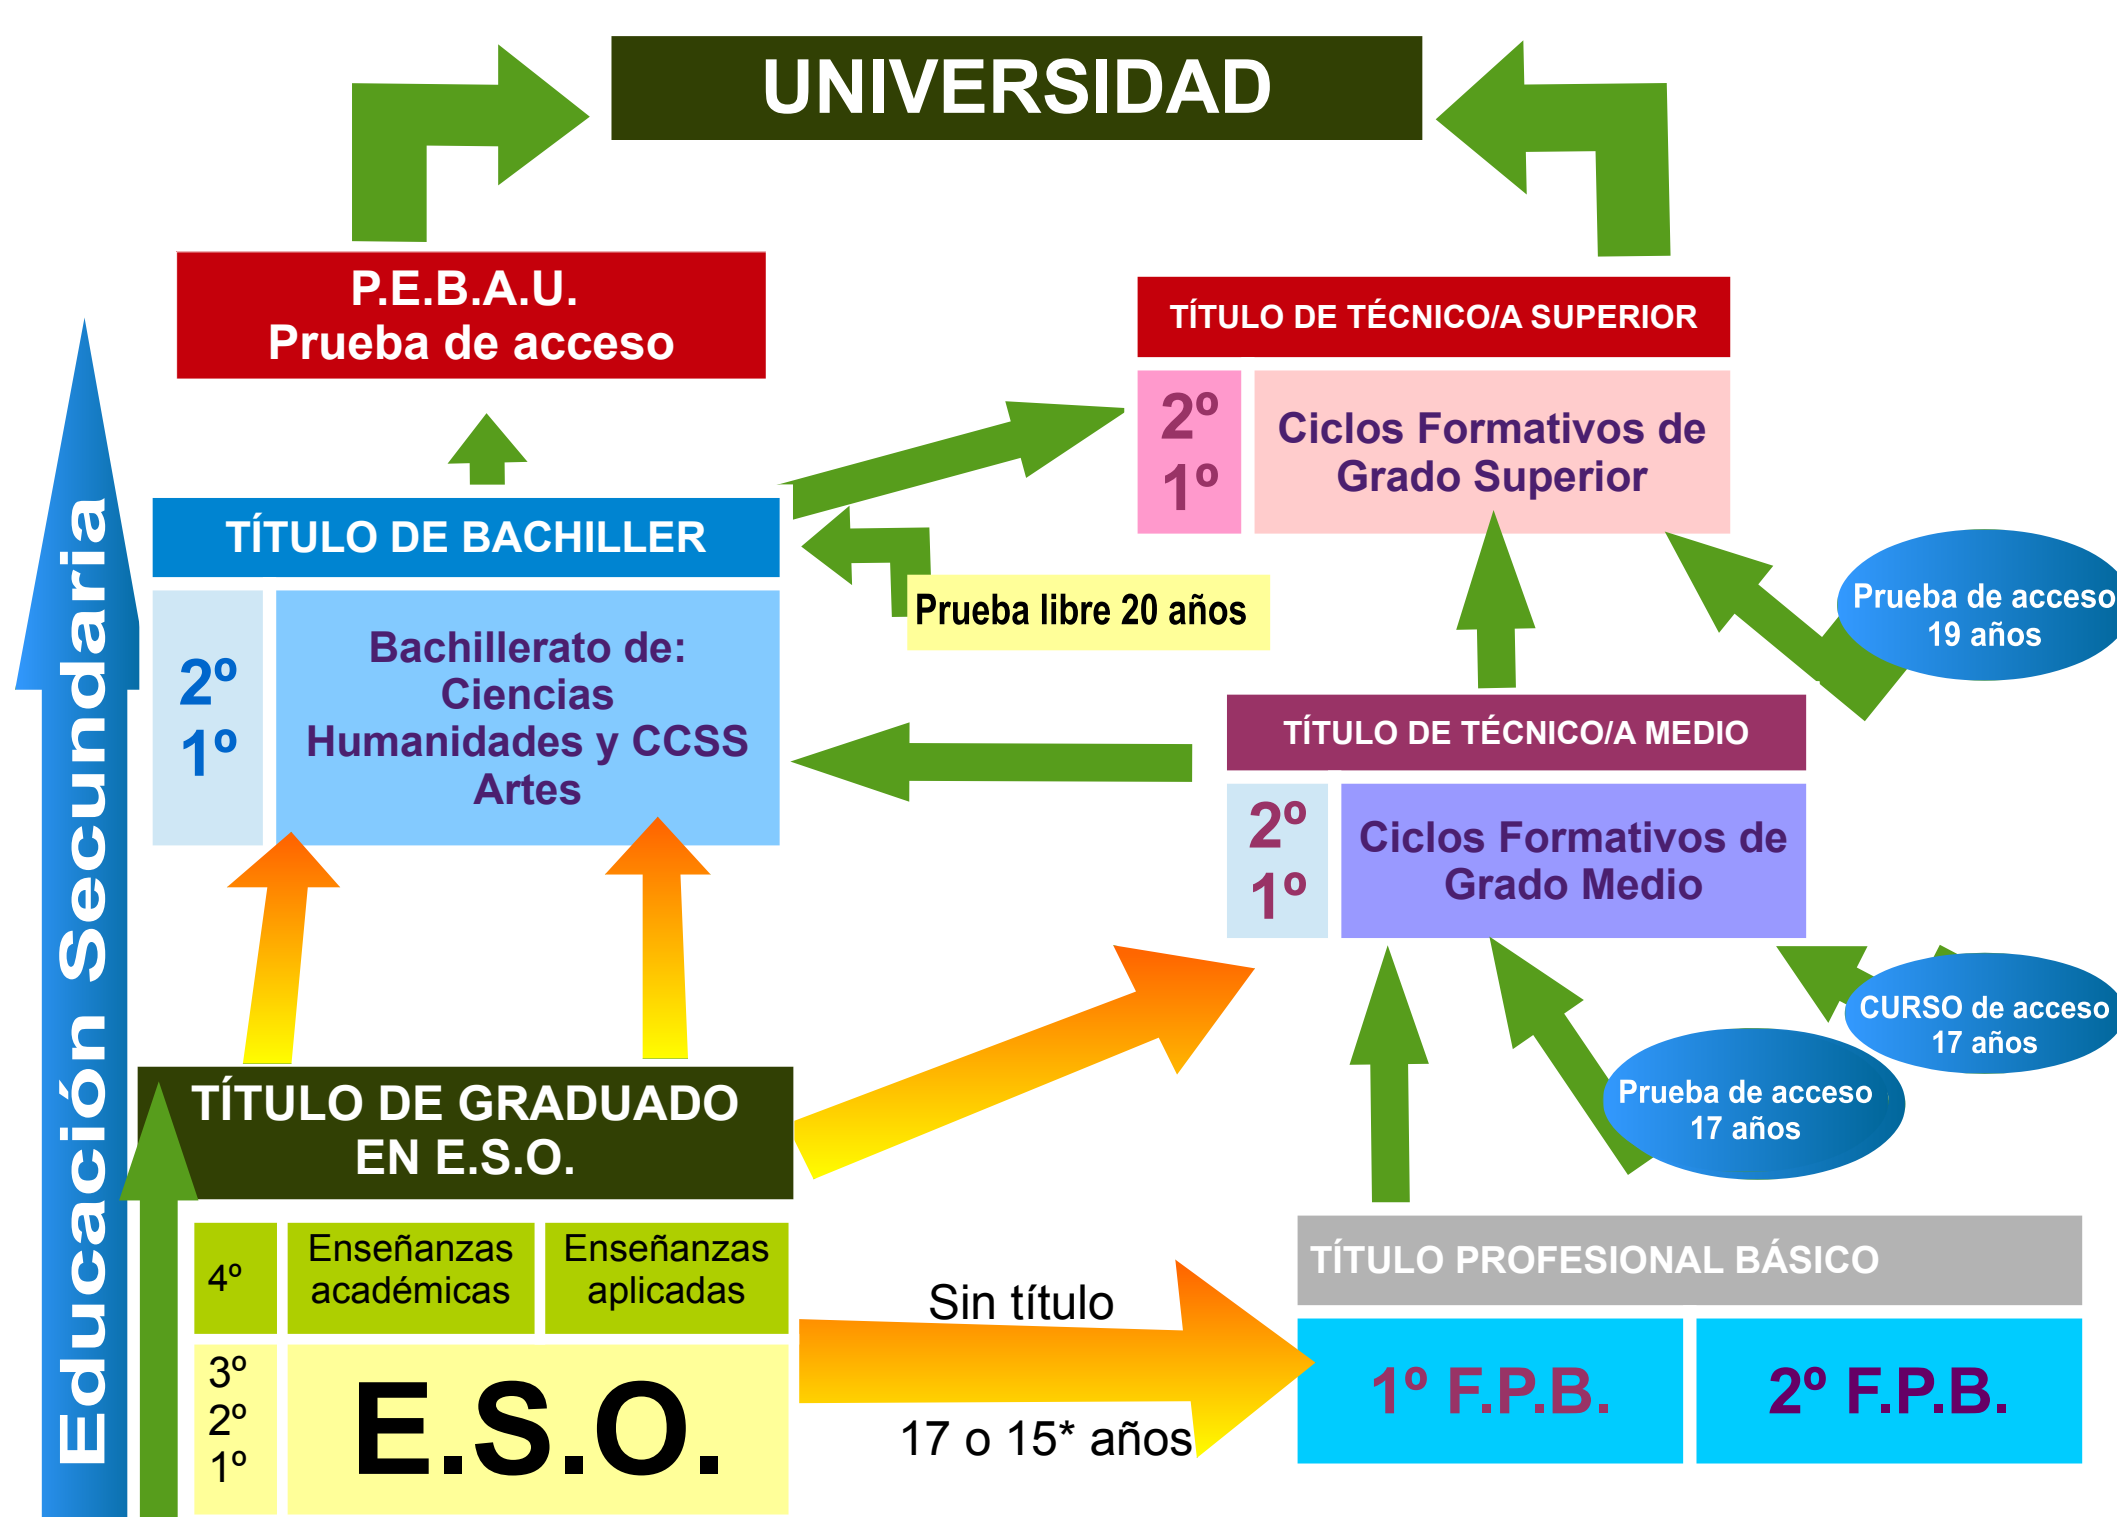 UNIVERSIDAD
P.E.B.A.U.
Prueba de acceso
TÍTULO DE TÉCNICO/A SUPERIOR
2º
1º
Ciclos Formativos de
Grado Superior
TÍTULO DE BACHILLER
Prueba libre 20 años
Prueba de acceso
19 años
2º
1º
Bachillerato de:
Ciencias
Humanidades y CCSS
Artes
TÍTULO DE TÉCNICO/A MEDIO
2º
1º
Ciclos Formativos de
Grado Medio
CURSO de acceso
17 años
Prueba de acceso
17 años
Educación Secundaria
TÍTULO DE GRADUADO
EN E.S.O.
4º
Enseñanzas
académicas
Enseñanzas
aplicadas
3º
2º
1º
E.S.O.
Sin título
17 o 15* años
TÍTULO PROFESIONAL BÁSICO
1º F.P.B.
2º F.P.B.